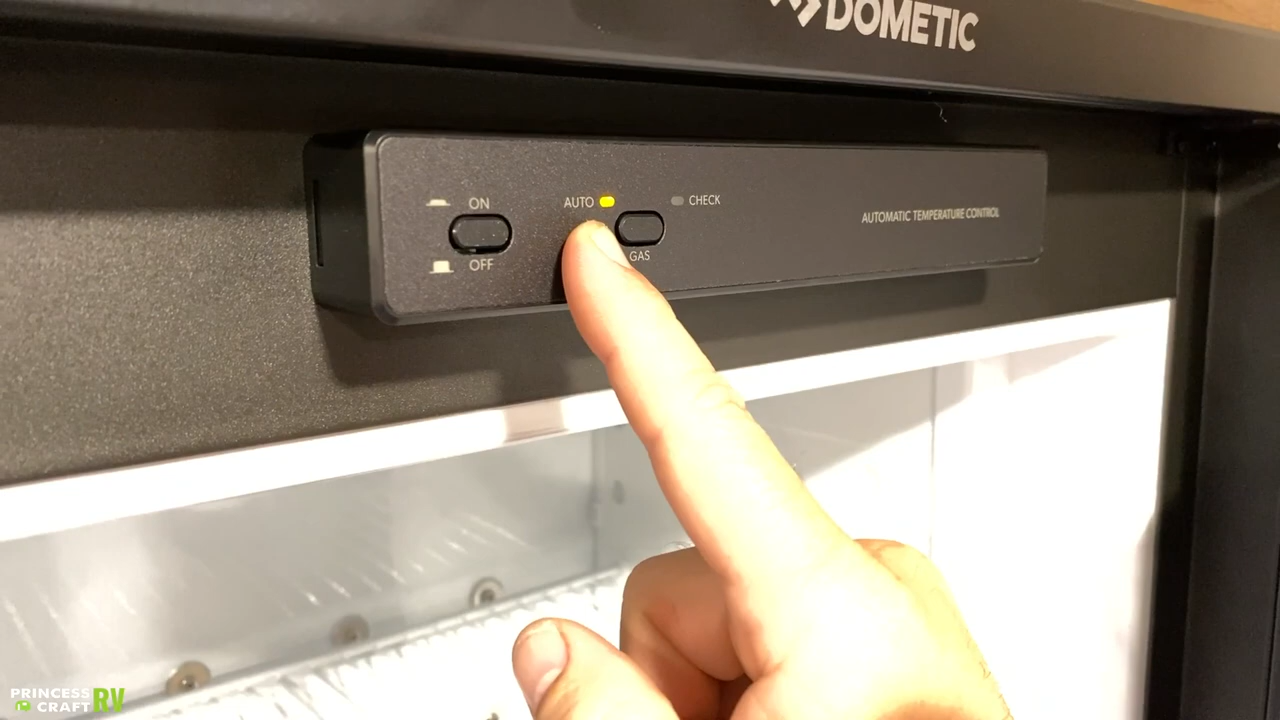 DOMETIC
ON
AUTO
CHECK
AUTOMATIC TEMPERATURE CONTROL
OFF
GAS
PRINCESS
CRAFT RV